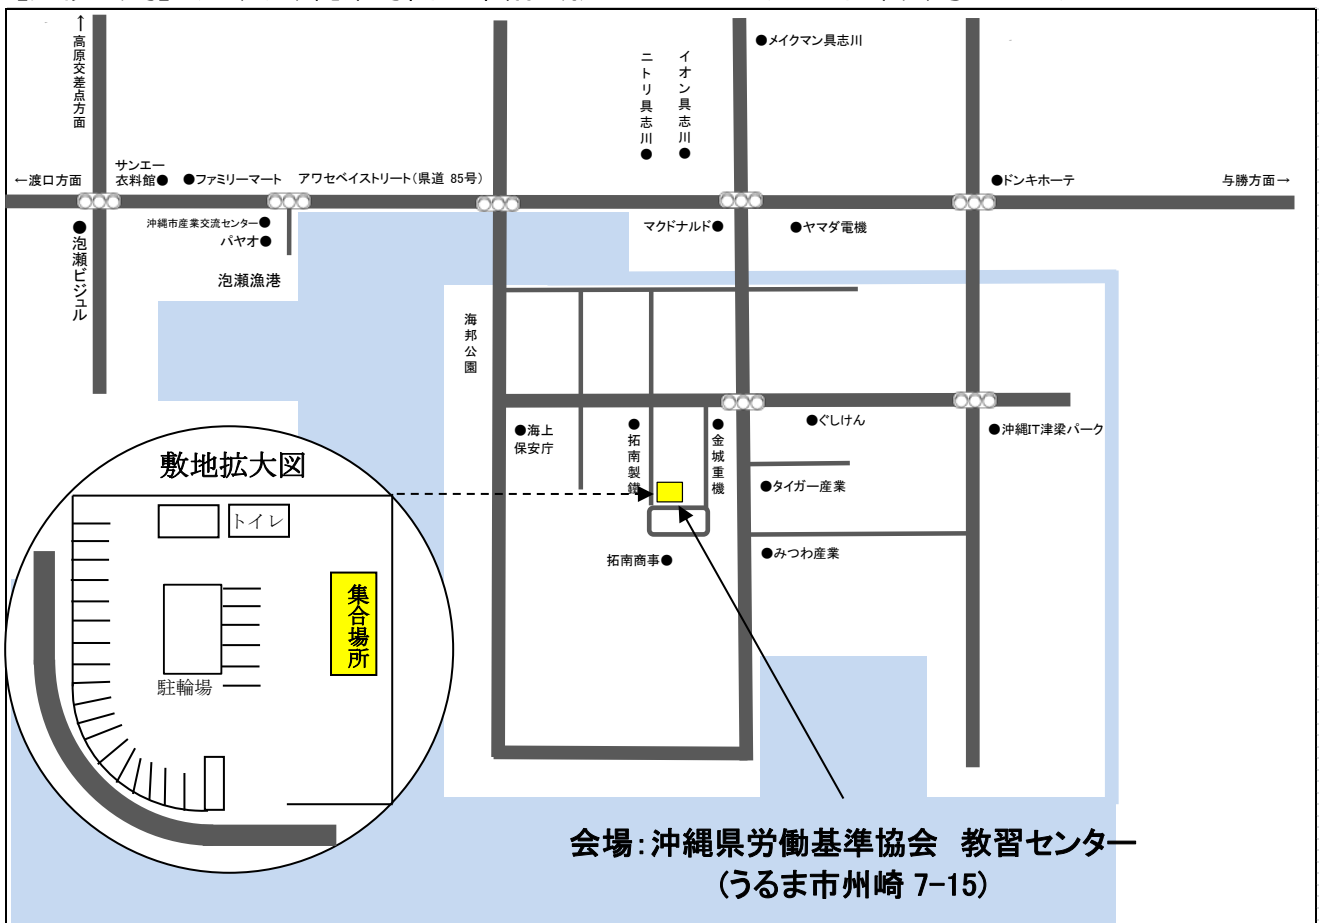 ↑高原交差点方面
●メイクマン具志川
ニトリ具志川●
イオン具志川●
←渡口方面
サンエー
衣料館●
●ファミリーマート
アワセベイストリート(県道 85号)
●ドンキホーテ
与勝方面→
●泡瀬ビジュル
沖縄市産業交流センター●
パヤオ●
泡瀬漁港
マクドナルド●
●ヤマダ電機
海邦公園
●海上
保安庁
●拓南製鐵
●金城重機
●ぐしけん
●沖縄IT津梁パーク
●タイガー産業
拓南商事●
●みつわ産業
敷地拡大図
トイレ
集合場所
駐輪場
会場:沖縄県労働基準協会 教習センター
(うるま市州崎 7-15)